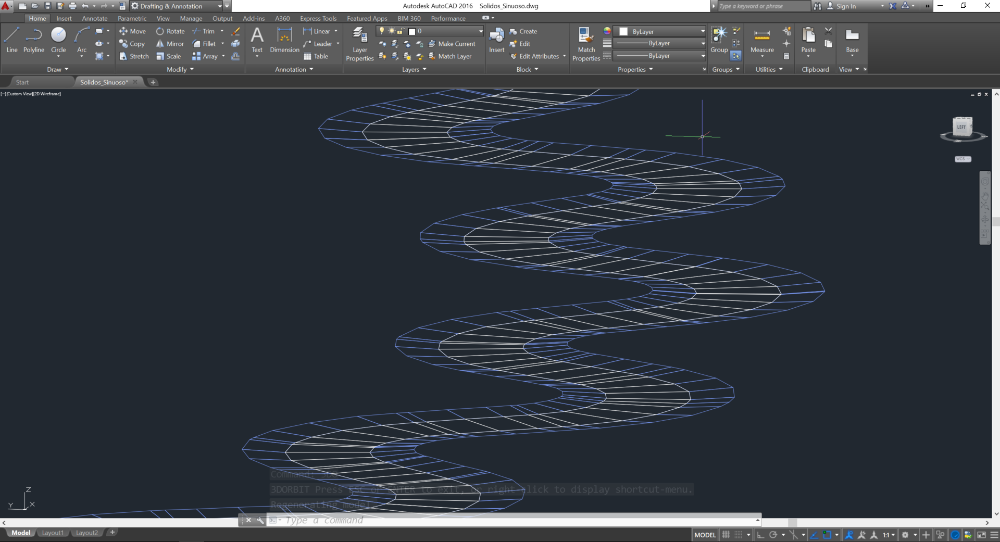 Drafting & Annotation
Autodesk AutoCAD 2016 Solidos_Sinuoso.dwg
Type a keyword or phrase
Sign In
Home Insert Annotate Parametric View Manage Output Add-ins A360 Express Tools Featured Apps BIM 360 Performance
Line Polyline Circle Arc
Draw
Move Rotate Trim
Copy Mirror Fillet
Stretch Scale Array
Modify
Text Dimension
Linear
Leader
Table
Annotation
Layer Properties
0
Make Current
Match Layer
Layers
Insert
Create
Edit
Edit Attributes
Block
Match Properties
ByLayer
ByLayer
ByLayer
Properties
Group
Groups
Measure
Utilities
Paste
Clipboard
Base
View
Start Solidos_Sinuoso*
[−][Custom View][2D Wireframe]
LEFT
WCS
Z
Y X
Command: 3DO
3DORBIT Press ESC or ENTER to exit, or right-click to display shortcut-menu.
Regenerating model.
Type a command
Model Layout1 Layout2
MODEL 1:1